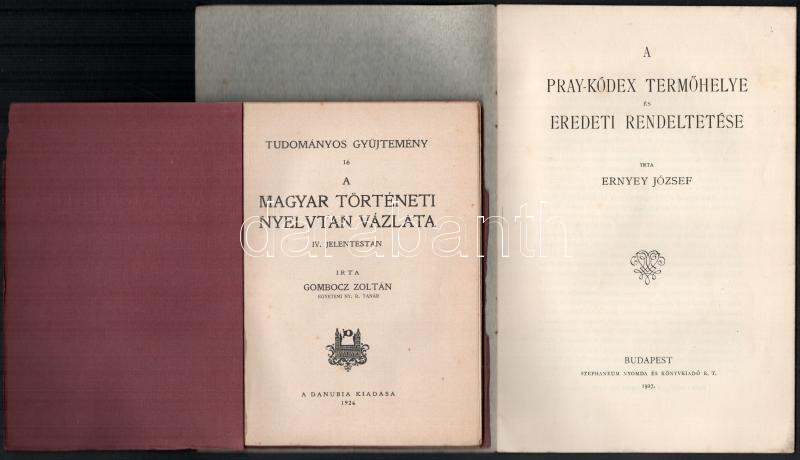 TUDOMÁNYOS GYŰJTEMÉNY
16
A
MAGYAR TÖRTÉNETI
NYELVTAN VÁZLATA
IV. JELENTÉSTAN
IRTA
GOMBOCZ ZOLTÁN
EGYETEMI NY. R. TANÁR
A DANUBIA KIADÁSA
1926
A
PRAY-KÓDEX TERMŐHELYE
ÉS
EREDETI RENDELTETÉSE
IRTA
ERNYEY JÓZSEF
BUDAPEST
STEPHANEUM NYOMDA ÉS KÖNYVKIADÓ R. T.
1927.
darabanth